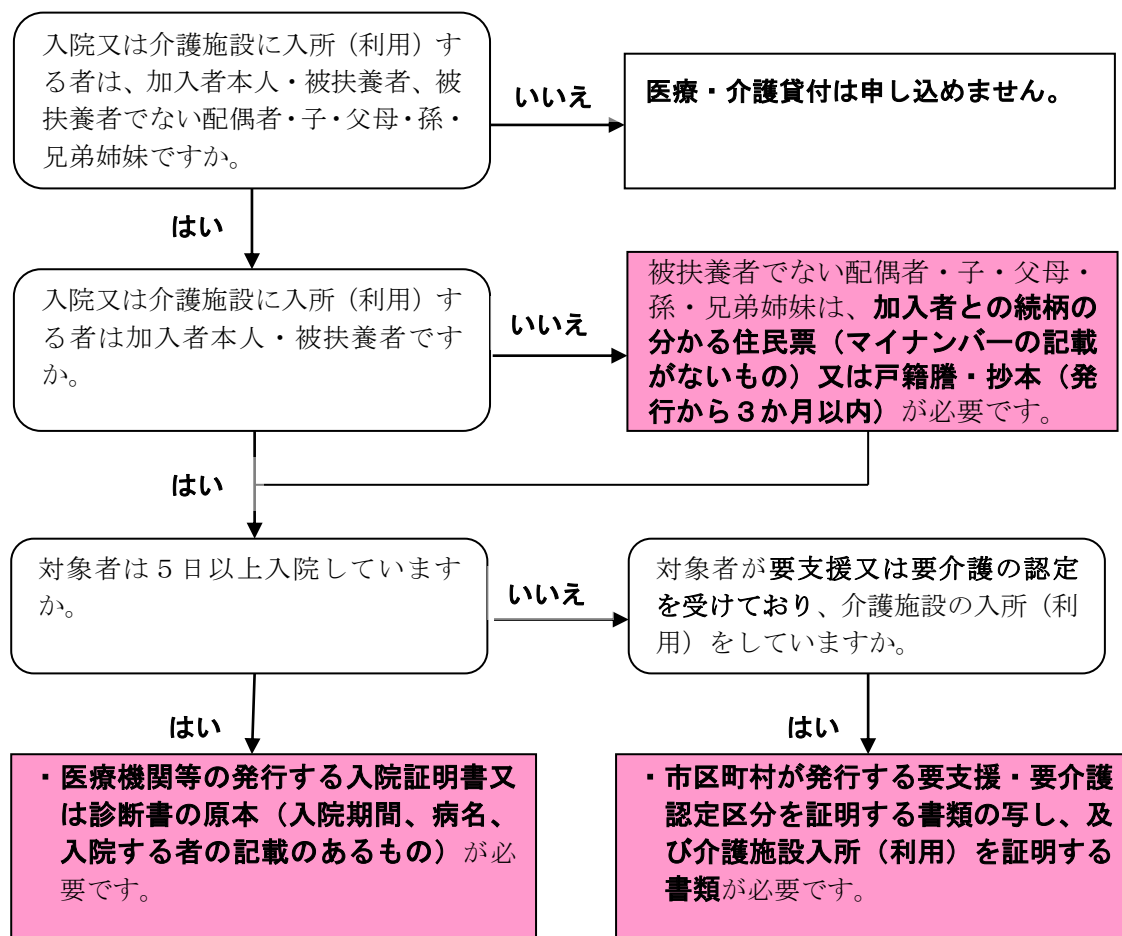 入院又は介護施設に入所（利用）す
る者は、加入者本人・被扶養者、被
扶養者でない配偶者・子・父母・孫・
兄弟姉妹ですか。
いいえ
医療・介護貸付は申し込めません。
はい
入院又は介護施設に入所（利用）す
る者は加入者本人・被扶養者です
か。
いいえ
被扶養者でない配偶者・子・父母・
孫・兄弟姉妹は、加入者との続柄の
分かる住民票（マイナンバーの記載
がないもの）又は戸籍謄・抄本（発
行から３か月以内）が必要です。
はい
対象者は５日以上入院しています
か。
いいえ
対象者が要支援又は要介護の認定
を受けており、介護施設の入所（利
用）をしていますか。
はい
・医療機関等の発行する入院証明書又
は診断書の原本（入院期間、病名、
入院する者の記載のあるもの）が必
要です。
はい
・市区町村が発行する要支援・要介護
認定区分を証明する書類の写し、及
び介護施設入所（利用）を証明する
書類が必要です。